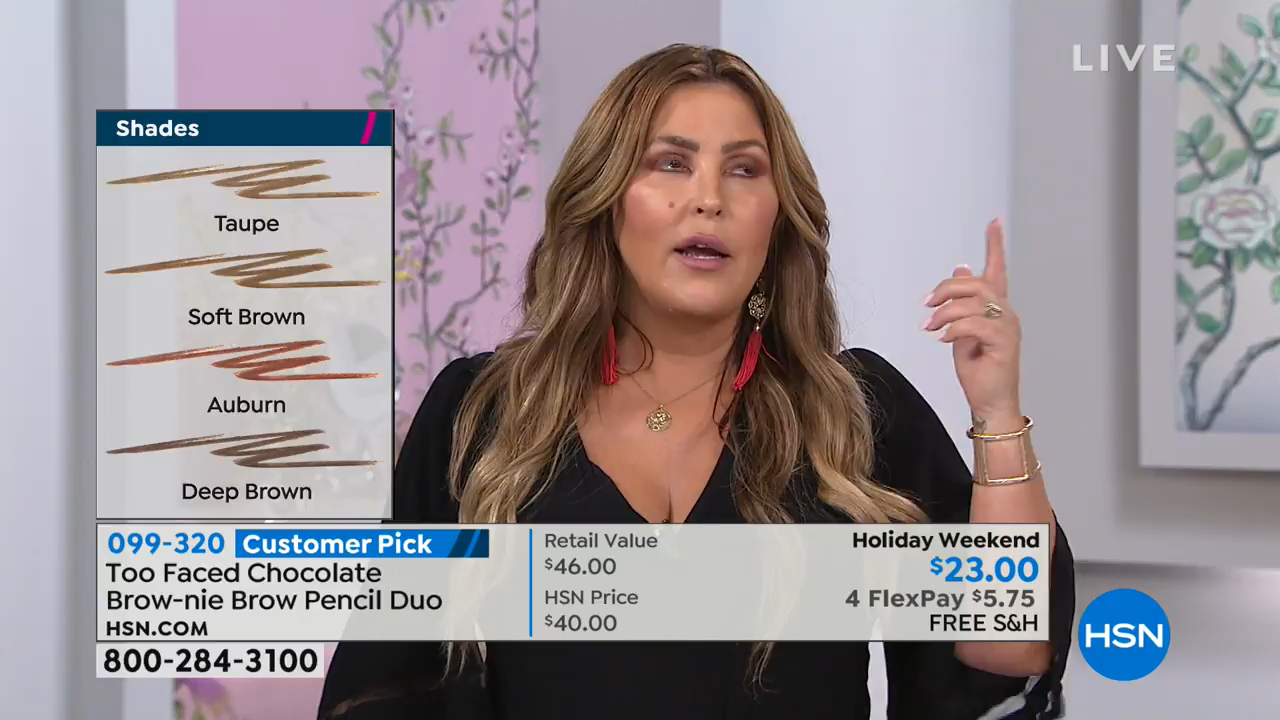 LIVE
Shades
Taupe
Soft Brown
Auburn
Deep Brown
099-320 Customer Pick
Too Faced Chocolate
Brow-nie Brow Pencil Duo
HSN.COM
Retail Value
$46.00
HSN Price
$40.00
Holiday Weekend
$23.00
4 FlexPay $5.75
FREE S&H
800-284-3100
HSN